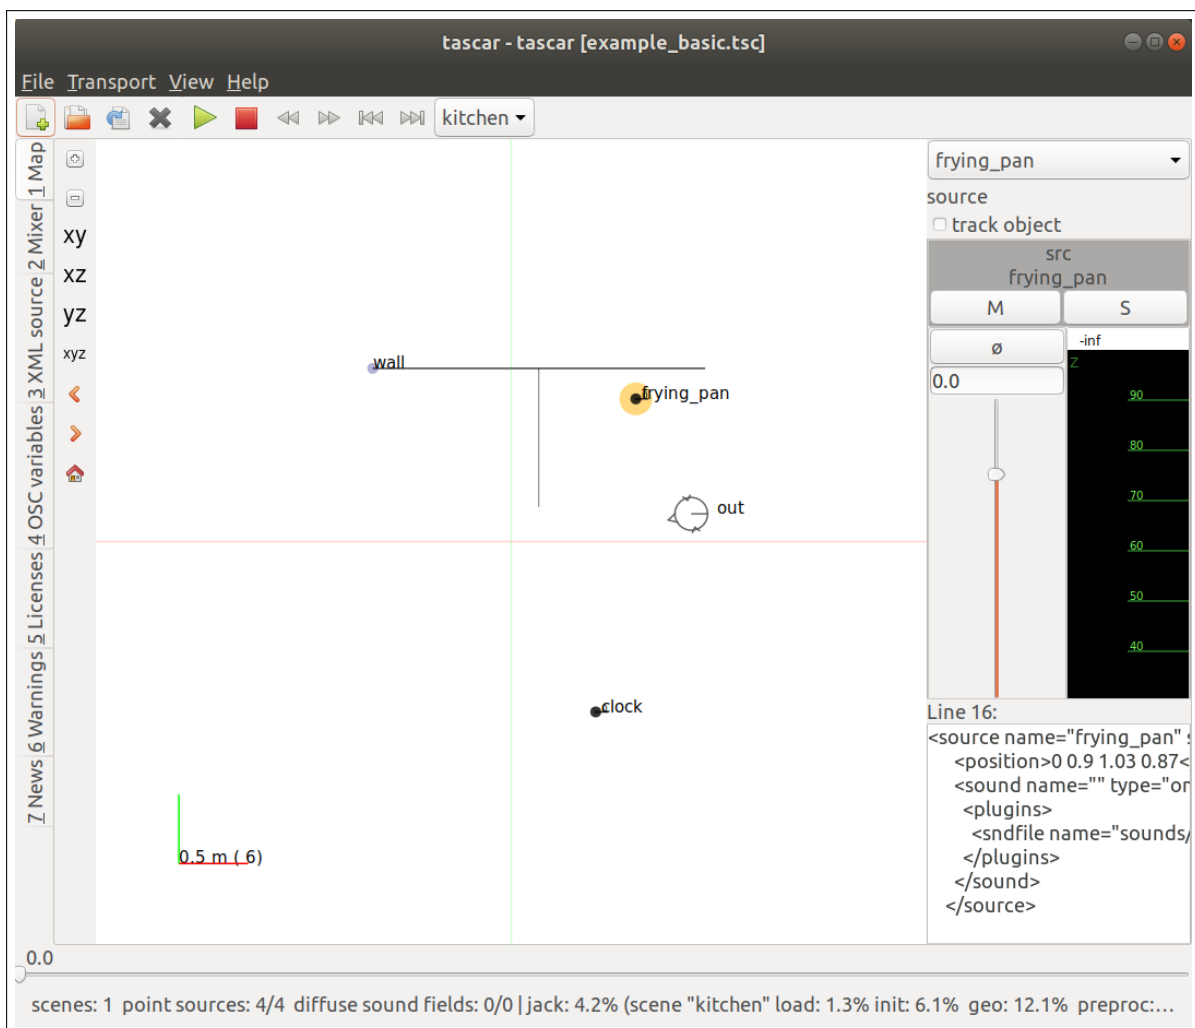 tascar - tascar [example_basic.tsc]
File Transport View Help
kitchen
1 Map
2 Mixer
3 XML source
4 OSC variables
5 Licenses
6 Warnings
7 News
xy
xz
yz
xyz
wall
frying_pan
out
clock
0.5 m ( 6)
frying_pan
source
track object
src
frying_pan
M S
ø
-inf
0.0
Z
90
80
70
60
50
40
Line 16:
<source name="frying_pan" s
<position>0 0.9 1.03 0.87<
<sound name="" type="or
<plugins>
<sndfile name="sounds/
</plugins>
</sound>
</source>
0.0
scenes: 1 point sources: 4/4 diffuse sound fields: 0/0 | jack: 4.2% (scene "kitchen" load: 1.3% init: 6.1% geo: 12.1% preproc:…